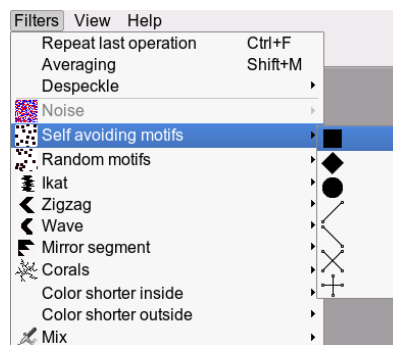 Filters View Help
Repeat last operation Ctrl+F
Averaging Shift+M
Despeckle
Noise
Self avoiding motifs
Random motifs
Ikat
Zigzag
Wave
Mirror segment
Corals
Color shorter inside
Color shorter outside
Mix